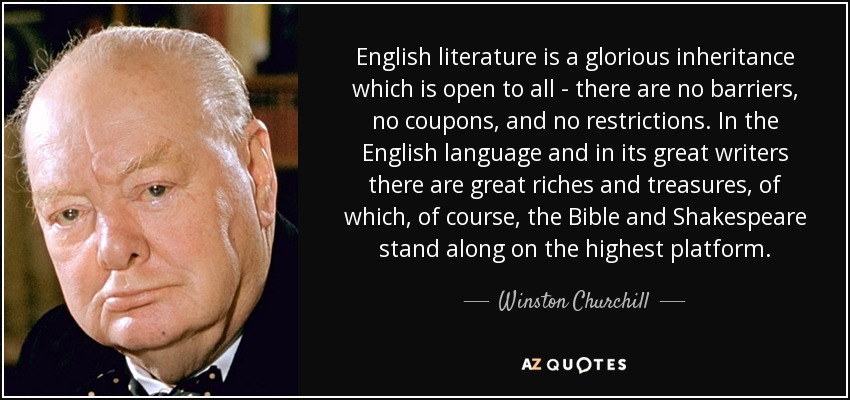 English literature is a glorious inheritance
which is open to all - there are no barriers,
no coupons, and no restrictions. In the
English language and in its great writers
there are great riches and treasures, of
which, of course, the Bible and Shakespeare
stand along on the highest platform.
Winston Churchill
AZ QUOTES